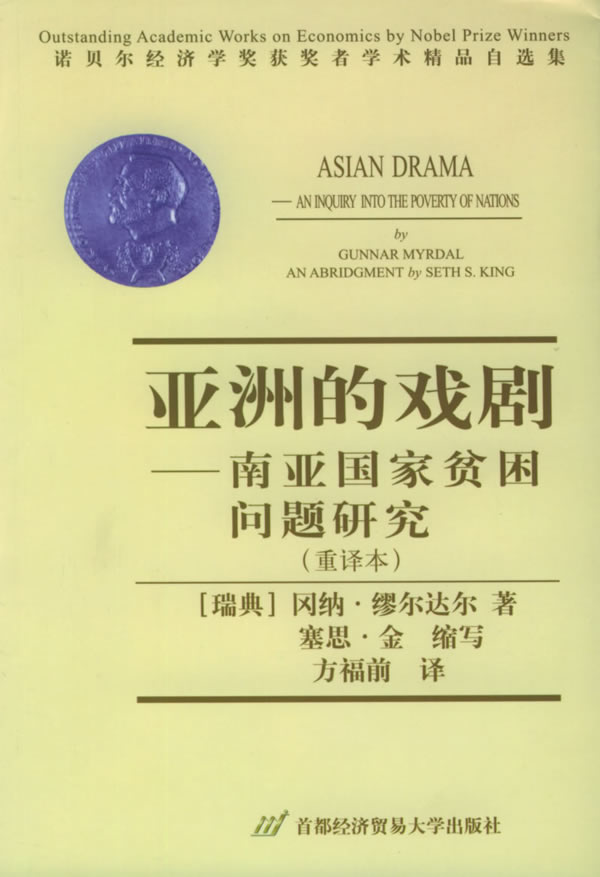 Outstanding Academic Works on Economics by Nobel Prize Winners
诺贝尔经济学奖获奖者学术精品自选集
ASIAN DRAMA
— AN INQUIRY INTO THE POVERTY OF NATIONS
by
GUNNAR MYRDAL
AN ABRIDGMENT by SETH S. KING
亚洲的戏剧
——南亚国家贫困
问题研究
(重译本)
[瑞典] 冈纳·缪尔达尔 著
塞思·金 缩写
方福前 译
首都经济贸易大学出版社